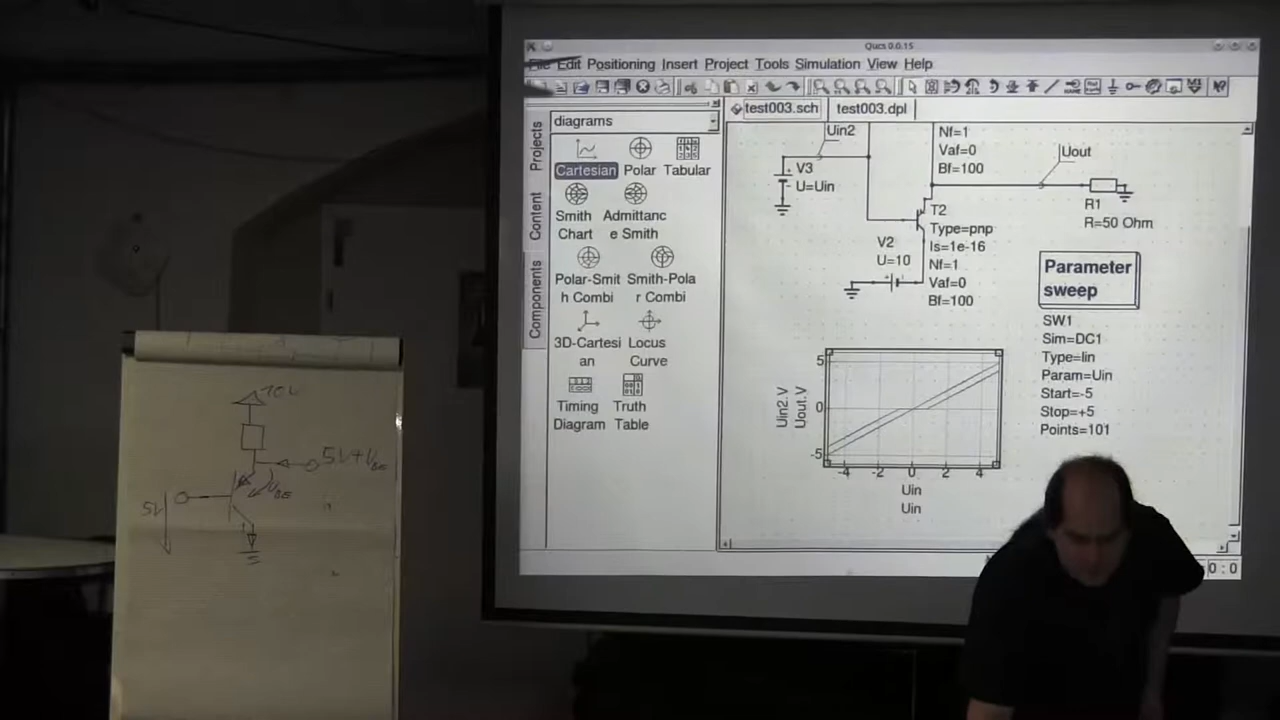 Qucs 0.0.15
File Edit Positioning Insert Project Tools Simulation View Help
test003.sch
test003.dpl
Projects
Content
Components
diagrams
Cartesian
Polar
Tabular
Smith
Chart
Admittanc
e Smith
Polar-Smit
h Combi
Smith-Pola
r Combi
3D-Cartesi
an
Locus
Curve
Timing
Diagram
Truth
Table
Uin2
V3
U=Uin
Nf=1
Vaf=0
Bf=100
Uout
R1
R=50 Ohm
T2
Type=pnp
Is=1e-16
Nf=1
Vaf=0
Bf=100
V2
U=10
Parameter
sweep
SW1
Sim=DC1
Type=lin
Param=Uin
Start=-5
Stop=+5
Points=101
Uin2.V
Uout.V
5
0
-5
-4 -2 0 2 4
Uin
Uin
0 : 0
10V
5V+UBE
UBE
5V